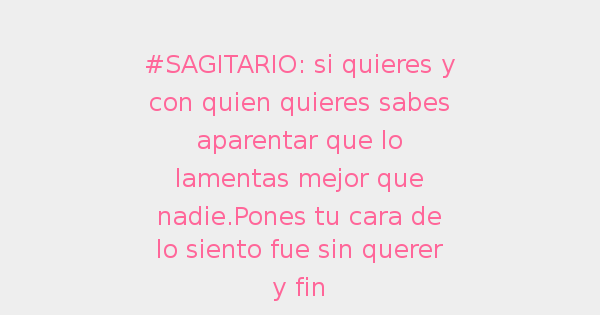 #SAGITARIO: si quieres y
con quien quieres sabes
aparentar que lo
lamentas mejor que
nadie.Pones tu cara de
lo siento fue sin querer
y fin